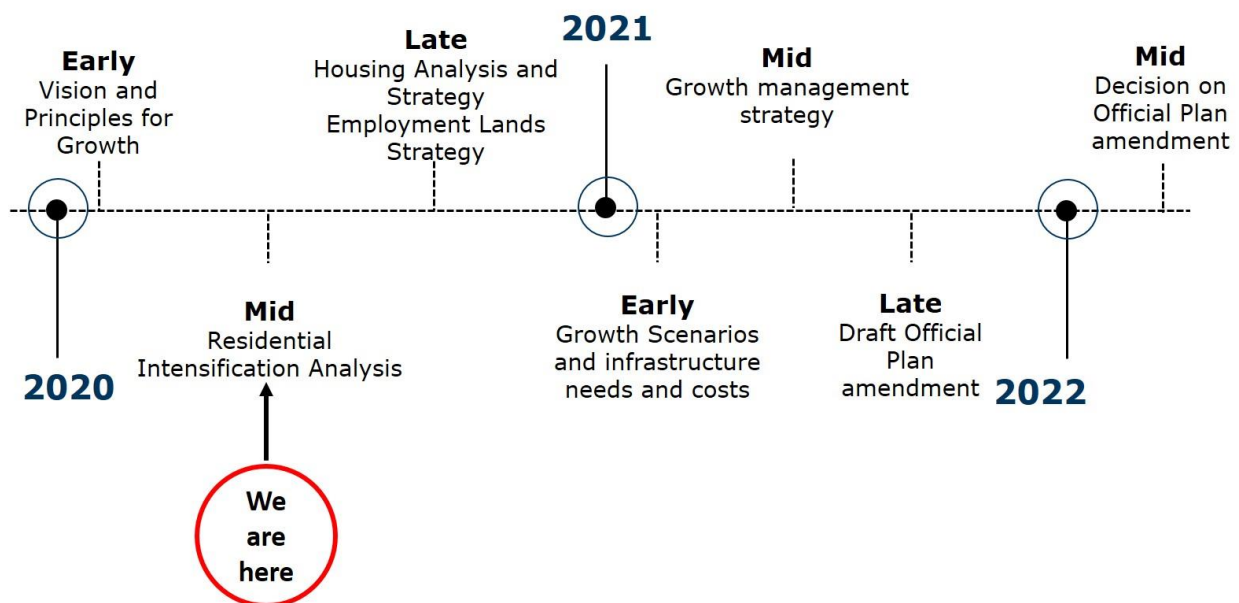 2020
Early
Vision and
Principles for
Growth
Mid
Residential
Intensification Analysis
We
are
here
Late
Housing Analysis and
Strategy
Employment Lands
Strategy
2021
Early
Growth Scenarios
and infrastructure
needs and costs
Mid
Growth management
strategy
Late
Draft Official
Plan
amendment
2022
Mid
Decision on
Official Plan
amendment